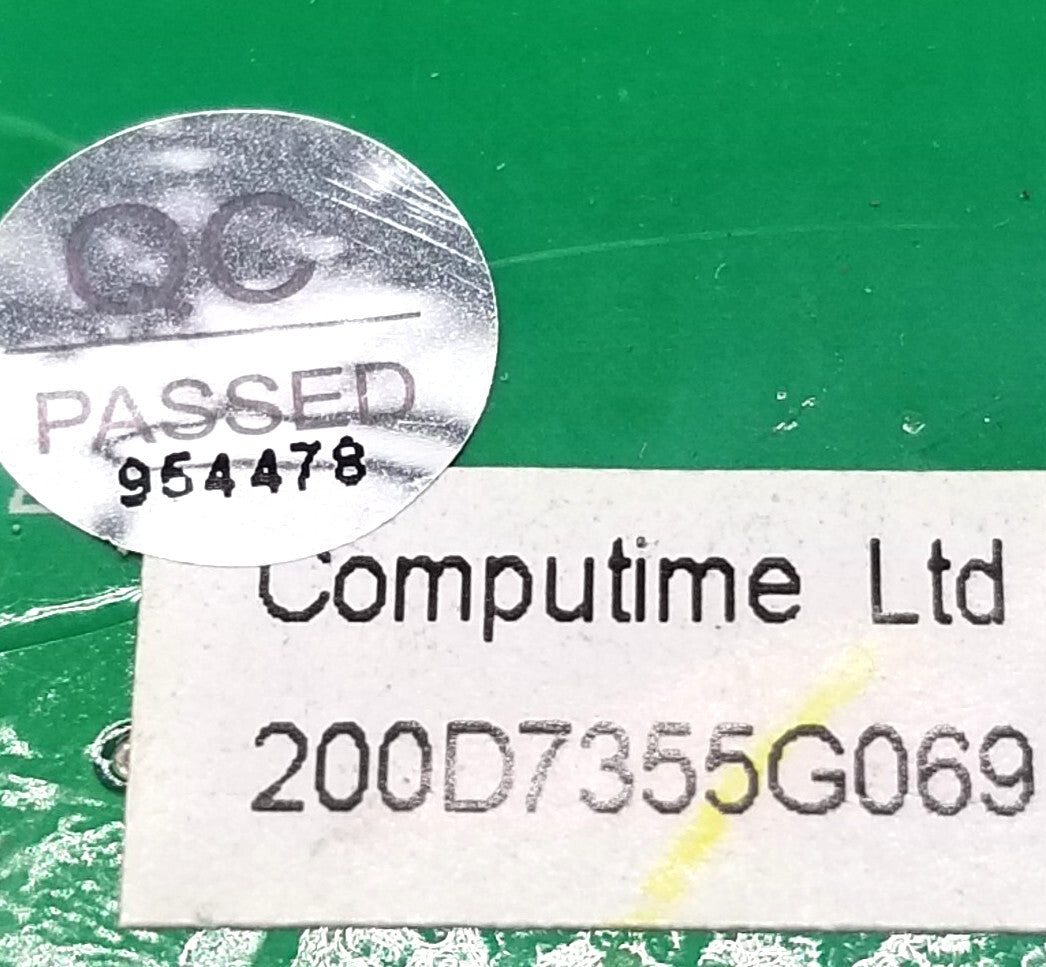 QC
PASSED
954478
Computime Ltd
200D7355G069